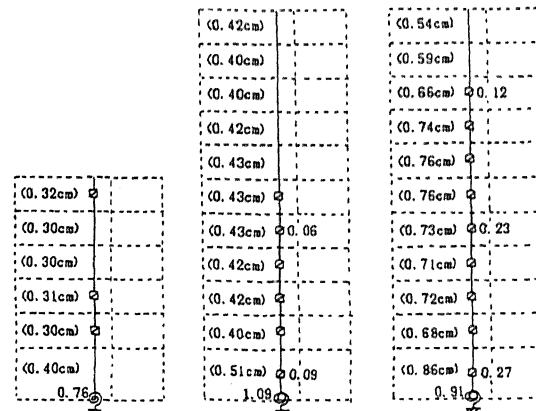 (0.32cm)
(0.30cm)
(0.30cm)
(0.31cm)
(0.30cm)
(0.40cm)
0.76
(0.42cm)
(0.40cm)
(0.40cm)
(0.42cm)
(0.43cm)
(0.43cm)
(0.43cm) 0.06
(0.42cm)
(0.42cm)
(0.40cm)
(0.51cm) 0.09
1.09
(0.54cm)
(0.59cm)
(0.66cm) 0.12
(0.74cm)
(0.76cm)
(0.76cm)
(0.73cm) 0.23
(0.71cm)
(0.72cm)
(0.68cm)
(0.86cm) 0.27
0.91